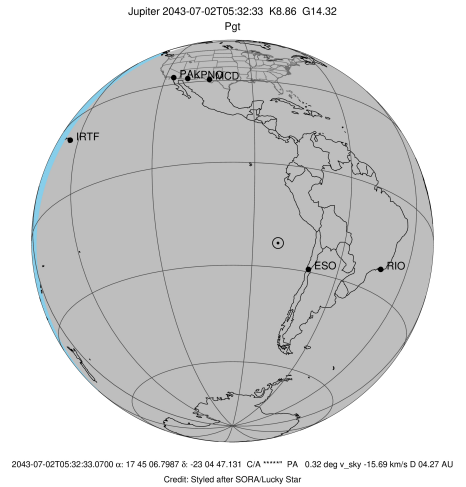 Jupiter 2043-07-02T05:32:33  K8.86  G14.32
Pgt
PAL KPNO MCD
IRTF
ESO
RIO
2043-07-02T05:32:33.0700 α: 17 45 06.7987 δ: -23 04 47.131  C/A *****"  PA   0.32 deg v_sky -15.69 km/s D 04.27 AU
Credit: Styled after SORA/Lucky Star